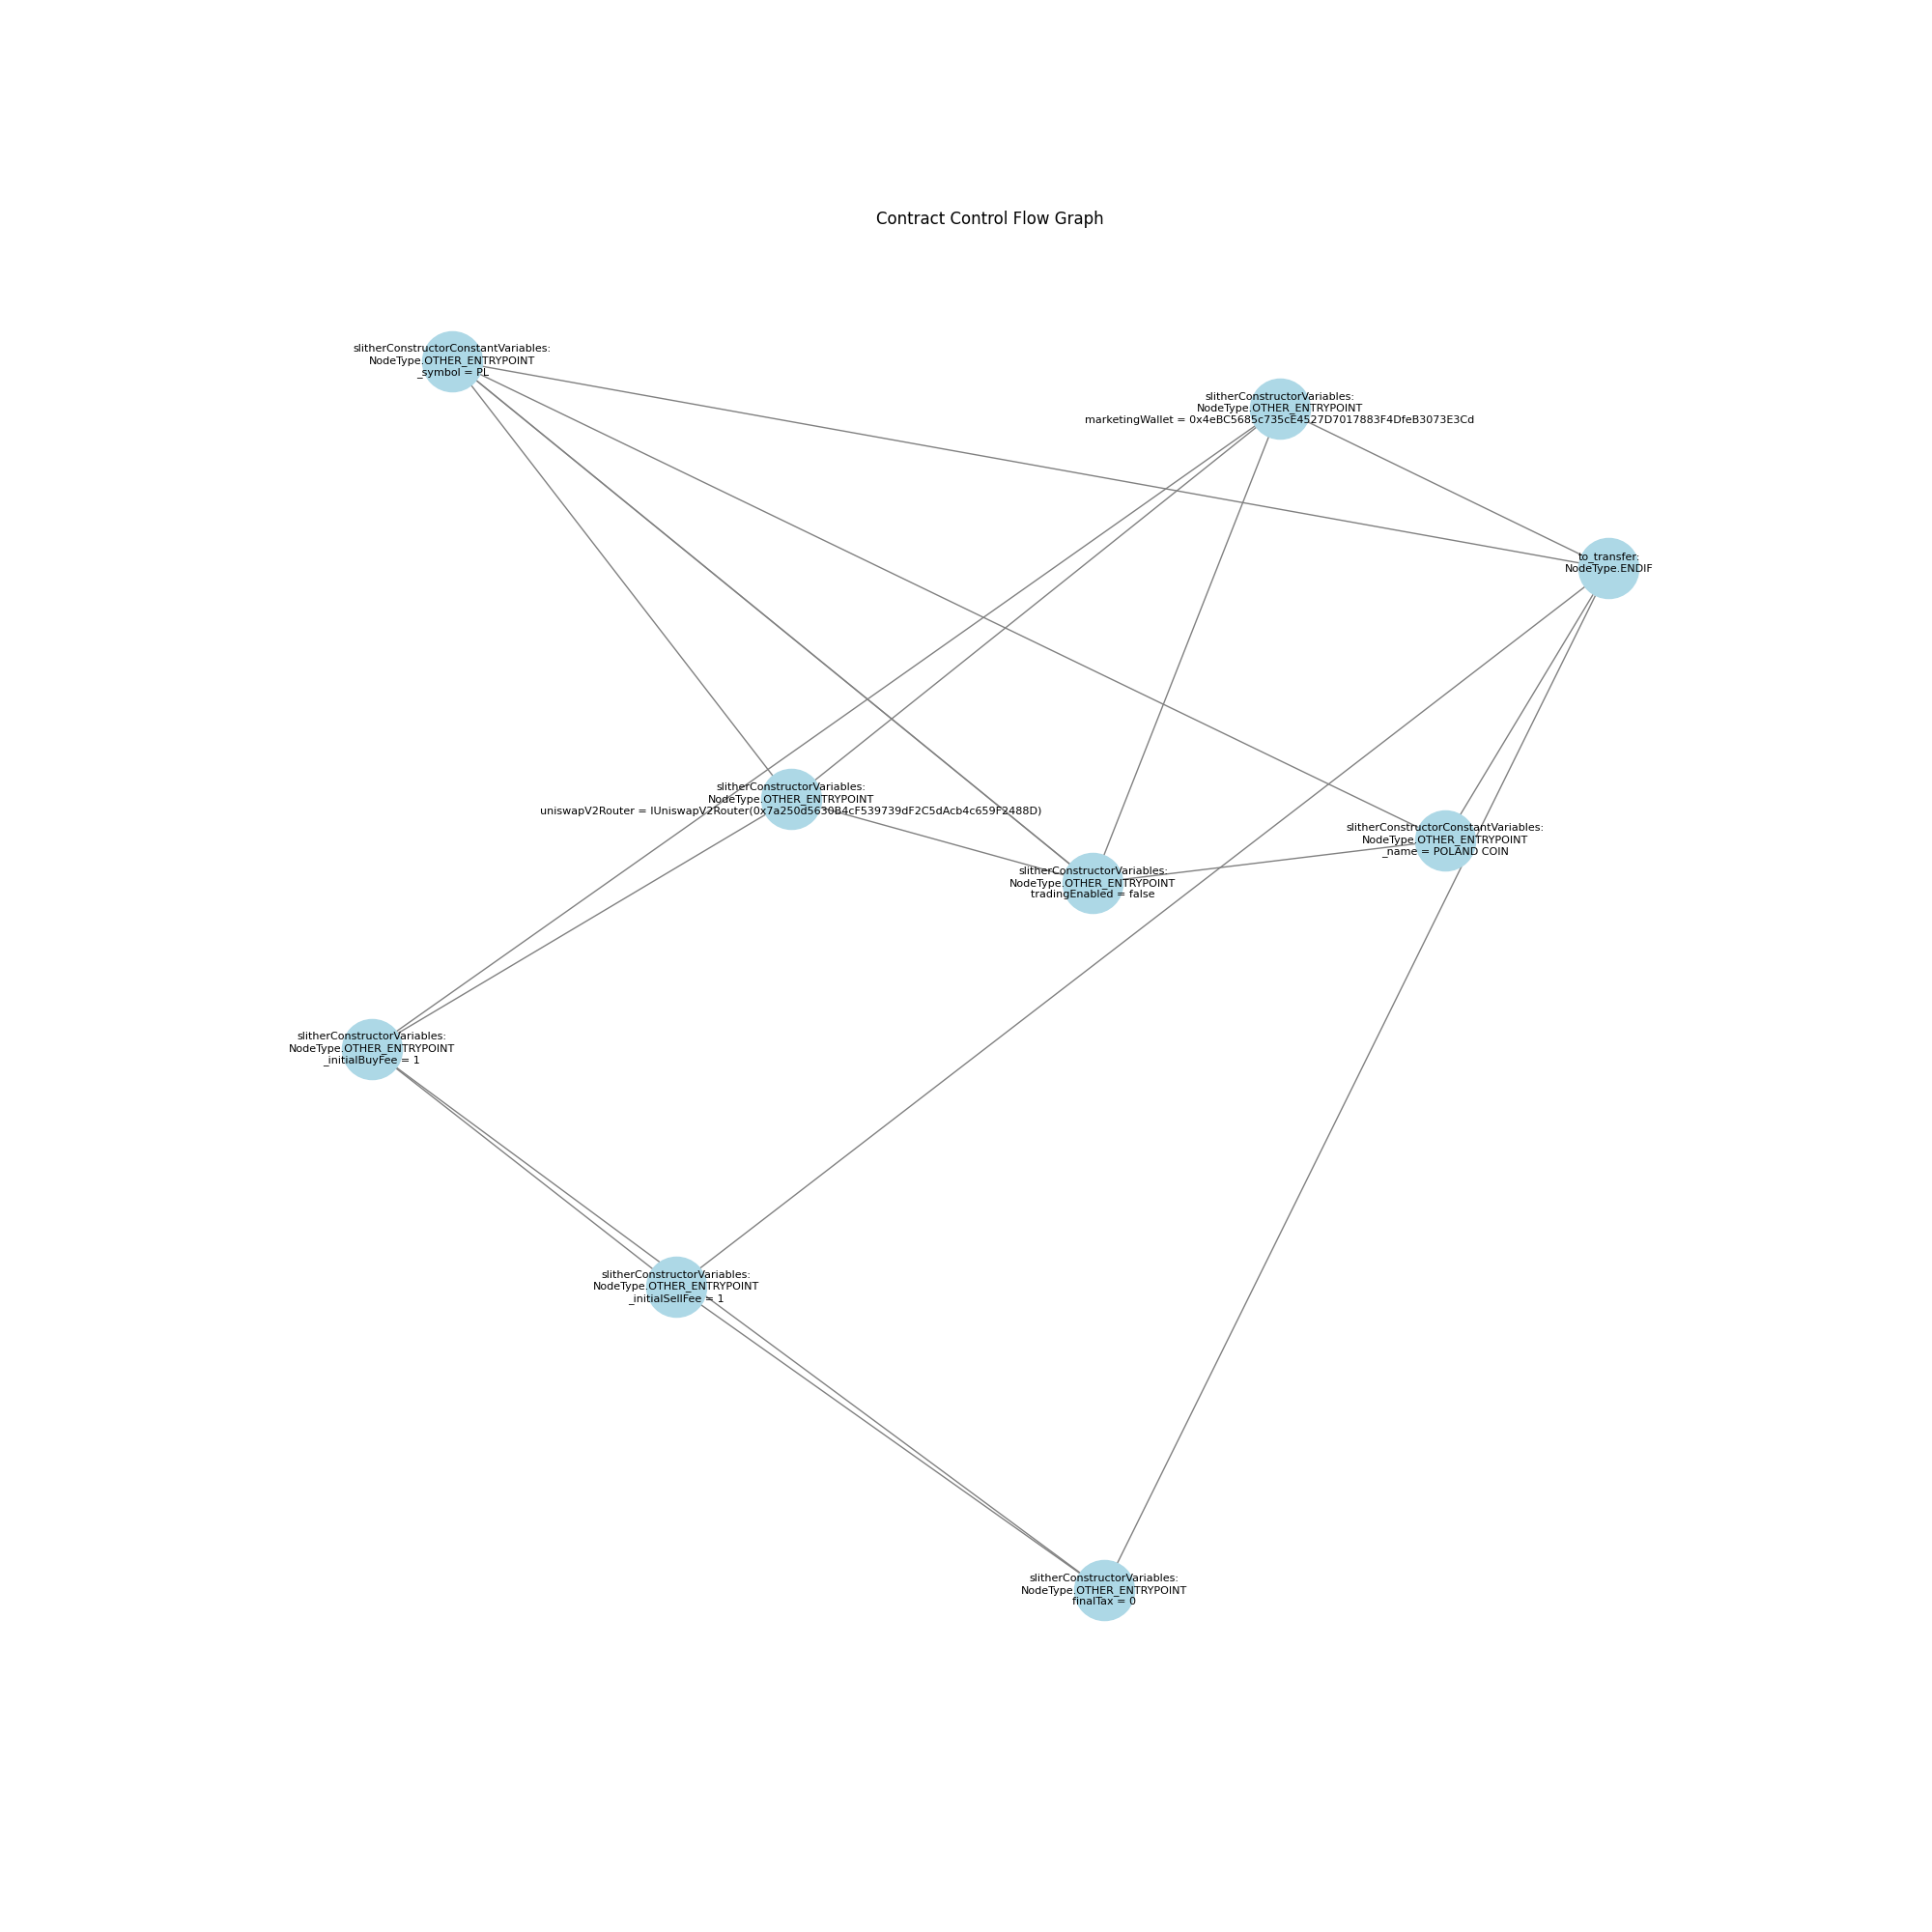 Contract Control Flow Graph
slitherConstructorConstantVariables:
NodeType.OTHER_ENTRYPOINT
_symbol = PL
slitherConstructorVariables:
NodeType.OTHER_ENTRYPOINT
marketingWallet = 0x4eBC5685c735cE4527D7017883F4DfeB3073E3Cd
to_transfer:
NodeType.ENDIF
slitherConstructorVariables:
NodeType.OTHER_ENTRYPOINT
uniswapV2Router = IUniswapV2Router(0x7a250d5630B4cF539739dF2C5dAcb4c659F2488D)
slitherConstructorConstantVariables:
NodeType.OTHER_ENTRYPOINT
_name = POLAND COIN
slitherConstructorVariables:
NodeType.OTHER_ENTRYPOINT
tradingEnabled = false
slitherConstructorVariables:
NodeType.OTHER_ENTRYPOINT
_initialBuyFee = 1
slitherConstructorVariables:
NodeType.OTHER_ENTRYPOINT
_initialSellFee = 1
slitherConstructorVariables:
NodeType.OTHER_ENTRYPOINT
finalTax = 0